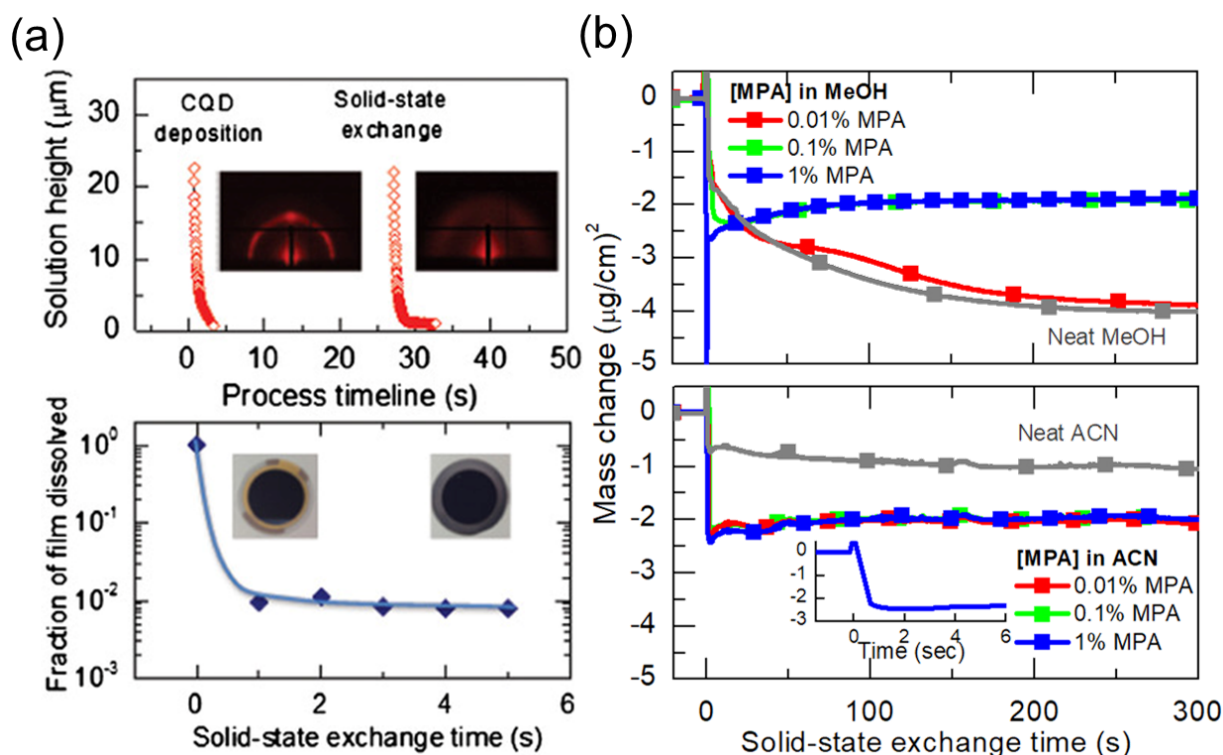 (a)
Solution height (μm)
30
20
10
0
CQD
deposition
Solid-state
exchange
0 10 20 30 40 50
Process timeline (s)
Fraction of film dissolved
10⁰
10⁻¹
10⁻²
10⁻³
0 2 4 6
Solid-state exchange time (s)
(b)
Mass change (μg/cm)²
0
-1
-2
-3
-4
-5
[MPA] in MeOH
0.01% MPA
0.1% MPA
1% MPA
Neat MeOH
0
-1
-2
-3
-4
-5
Neat ACN
[MPA] in ACN
0.01% MPA
0.1% MPA
1% MPA
0
-1
-2
-3
0 2 4 6
Time (sec)
0 100 200 300
Solid-state exchange time (s)